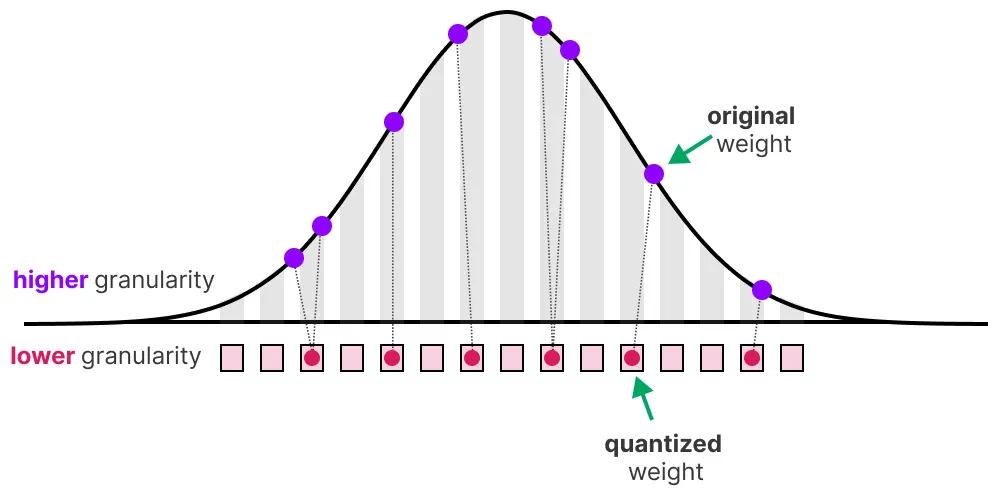 original
weight
higher granularity
lower granularity
quantized
weight